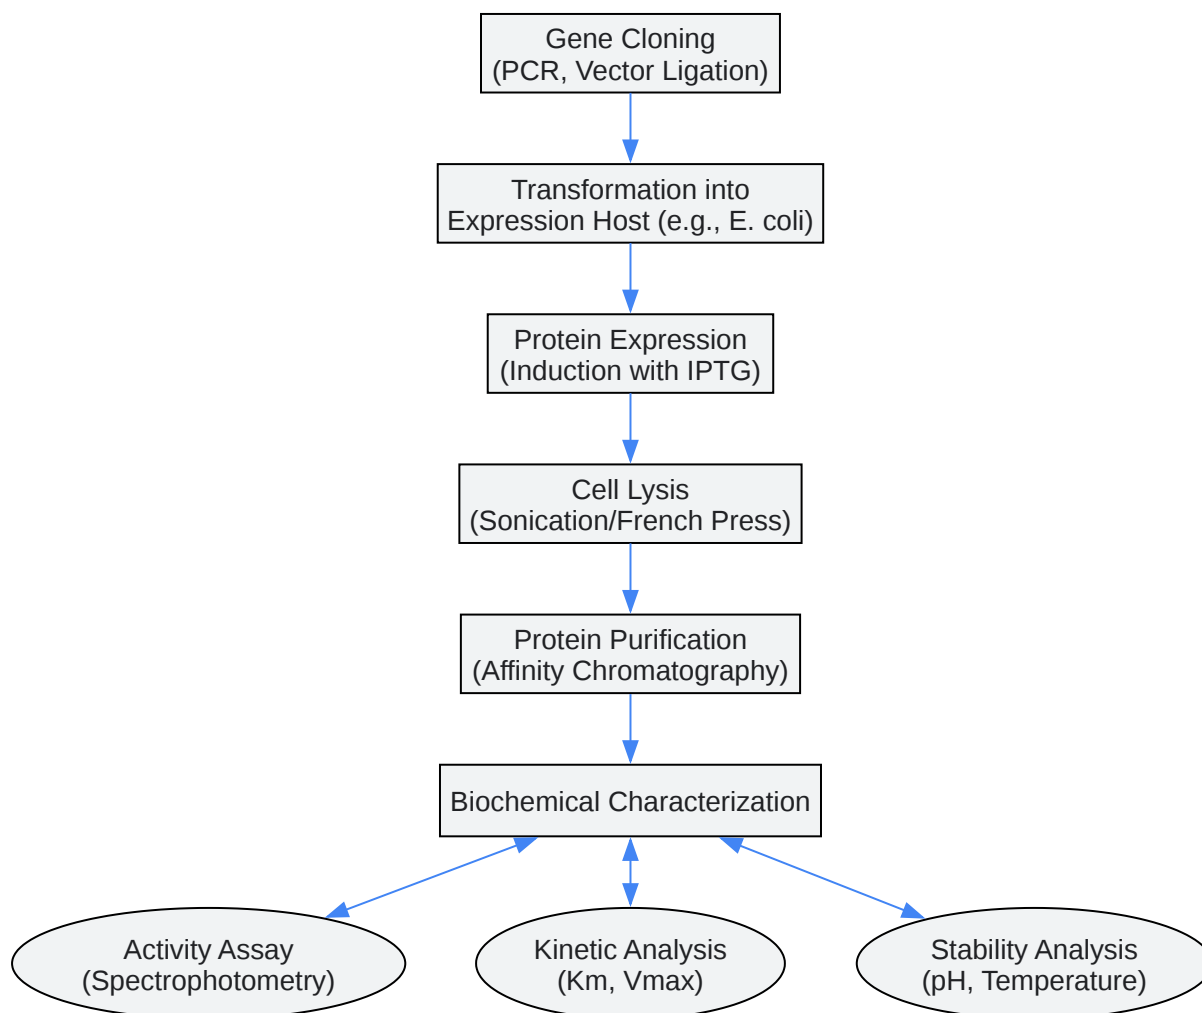 Gene Cloning
(PCR, Vector Ligation)
Transformation into
Expression Host (e.g., E. coli)
Protein Expression
(Induction with IPTG)
Cell Lysis
(Sonication/French Press)
Protein Purification
(Affinity Chromatography)
Biochemical Characterization
Activity Assay
(Spectrophotometry)
Kinetic Analysis
(Km, Vmax)
Stability Analysis
(pH, Temperature)